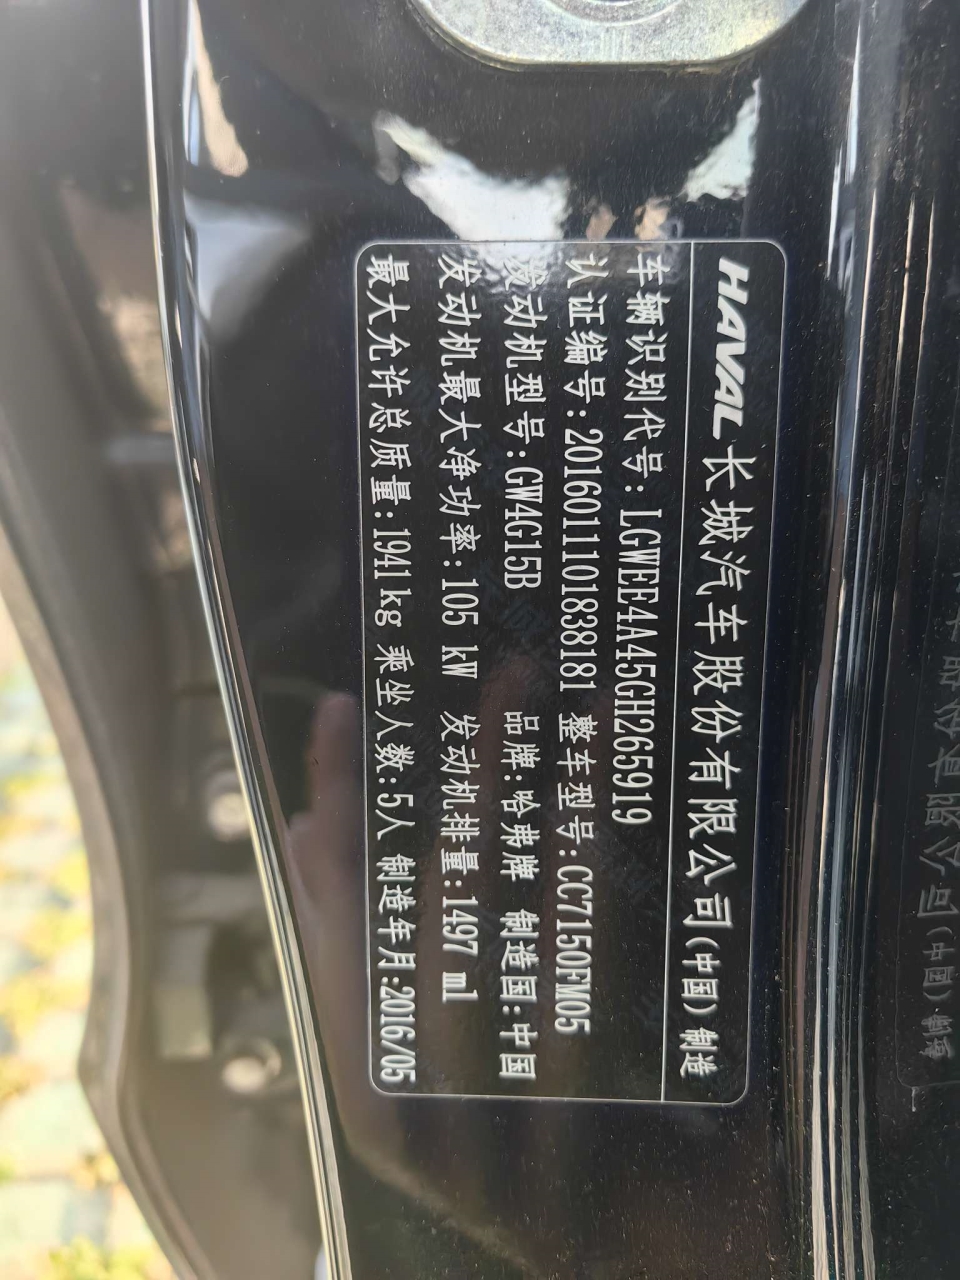 HAVAL 长城汽车股份有限公司(中国) 制造
车辆识别代号:LGWEE4A45GH265919
认证编号:2016011101838181 整车型号:CC7150FM05
发动机型号:GW4G15B 品牌:哈弗牌 制造国:中国
发动机最大净功率:105 kW 发动机排量:1497 ml
最大允许总质量:1941kg 乘坐人数:5人 制造年月:2016/05